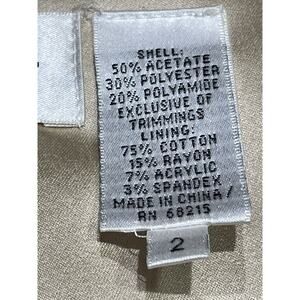 SHELL:
50% ACETATE
30% POLYESTER
20% POLYAMIDE
EXCLUSIVE OF
TRIMMINGS
LINING:
75% COTTON
15% RAYON
7% ACRYLIC
3% SPANDEX
MADE IN CHINA /
RN 66215
2